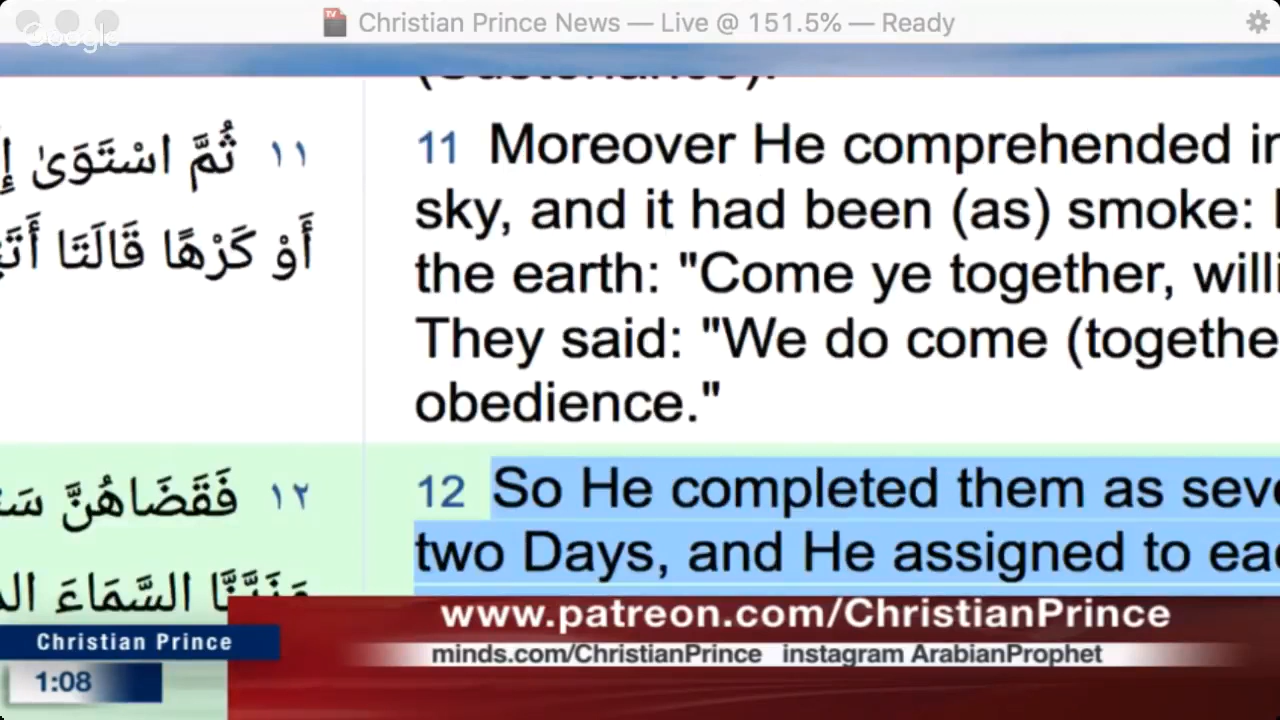 Christian Prince News — Live @ 151.5% — Ready
Google
(Sustenance).
11 Moreover He comprehended in
sky, and it had been (as) smoke:
the earth: "Come ye together, willi
They said: "We do come (togethe
obedience."
١١ ثُمَّ اسْتَوَىٰ إِ
أَوْ كَرْهًا قَالَتَا أَتَ
12 So He completed them as seve
two Days, and He assigned to eac
١٢ فَقَضَاهُنَّ سَ
وَزَيَّنَّا السَّمَاءَ ال
www.patreon.com/ChristianPrince
minds.com/ChristianPrince instagram ArabianProphet
Christian Prince
1:08